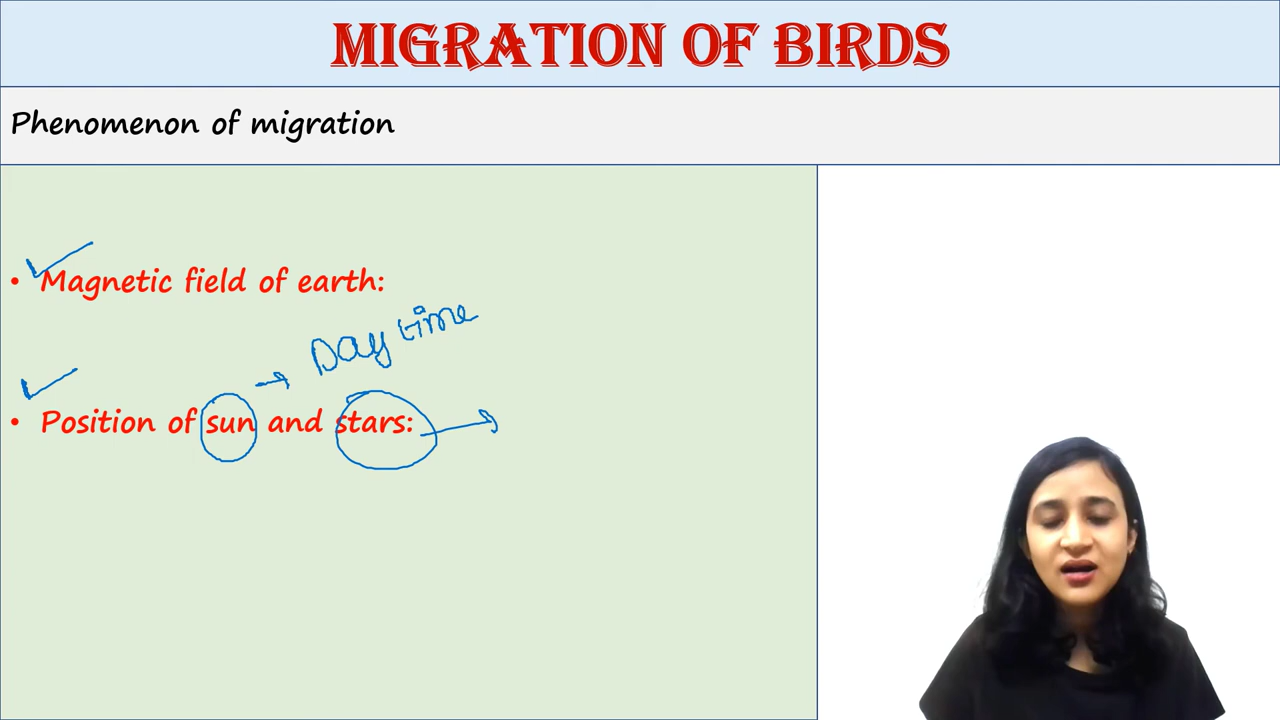 MIGRATION OF BIRDS
Phenomenon of migration
• Magnetic field of earth:
→ Day time
• Position of sun and stars: →